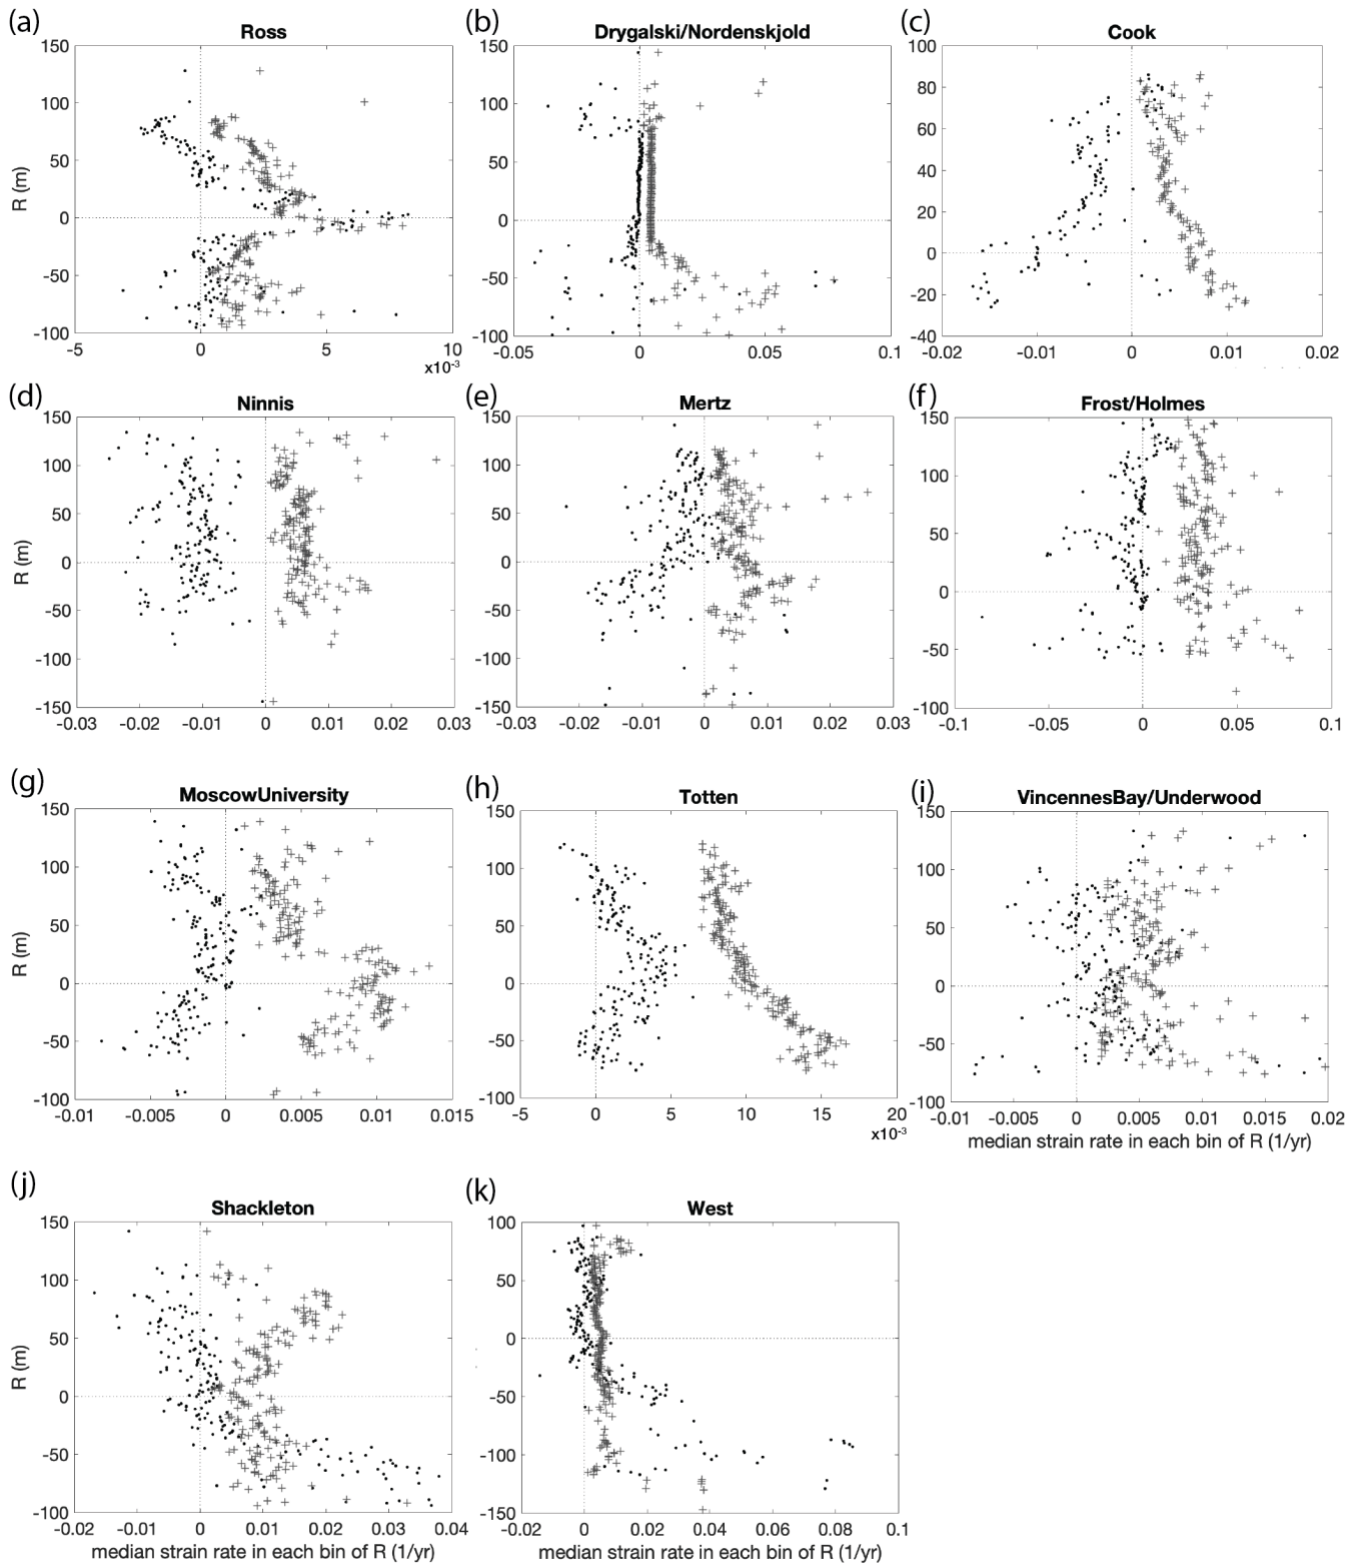 (a) Ross (b) Drygalski/Nordenskjold (c) Cook
R (m)
150 100 50 0 -50 -100
-5 0 5 10
x10-3
150 100 50 0 -50 -100
-0.05 0 0.05 0.1
100 80 60 40 20 0 -20 -40
-0.02 -0.01 0 0.01 0.02
(d) Ninnis (e) Mertz (f) Frost/Holmes
R (m)
150 100 50 0 -50 -100 -150
-0.03 -0.02 -0.01 0 0.01 0.02 0.03
150 100 50 0 -50 -100 -150
-0.03 -0.02 -0.01 0 0.01 0.02 0.03
150 100 50 0 -50 -100
-0.1 -0.05 0 0.05 0.1
(g) MoscowUniversity (h) Totten (i) VincennesBay/Underwood
R (m)
150 100 50 0 -50 -100
-0.01 -0.005 0 0.005 0.01 0.015
150 100 50 0 -50 -100
-5 0 5 10 15 20
x10-3
150 100 50 0 -50 -100
-0.01 -0.005 0 0.005 0.01 0.015 0.02
median strain rate in each bin of R (1/yr)
(j) Shackleton (k) West
R (m)
150 100 50 0 -50 -100
-0.02 -0.01 0 0.01 0.02 0.03 0.04
median strain rate in each bin of R (1/yr)
100 50 0 -50 -100 -150
-0.02 0 0.02 0.04 0.06 0.08 0.1
median strain rate in each bin of R (1/yr)